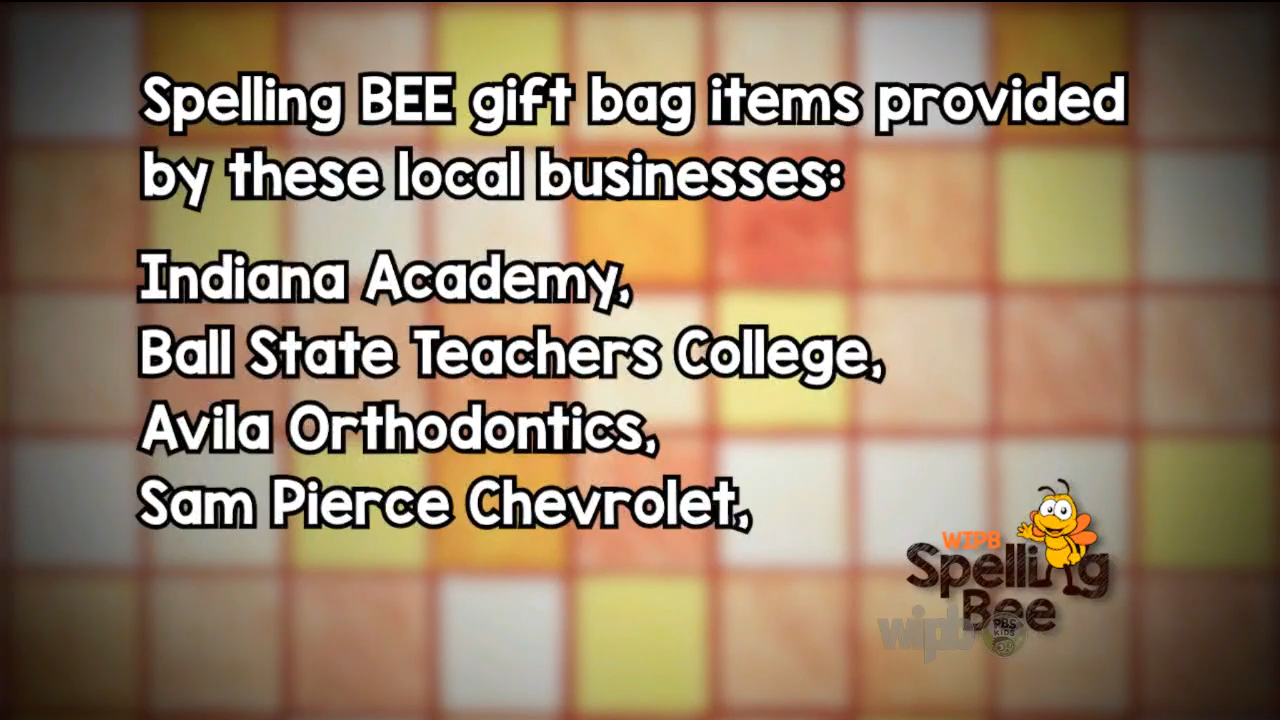 Spelling BEE gift bag items provided
by these local businesses:
Indiana Academy,
Ball State Teachers College,
Avila Orthodontics,
Sam Pierce Chevrolet,
WIPB
Spelling
Bee
wipb PBS
KIDS